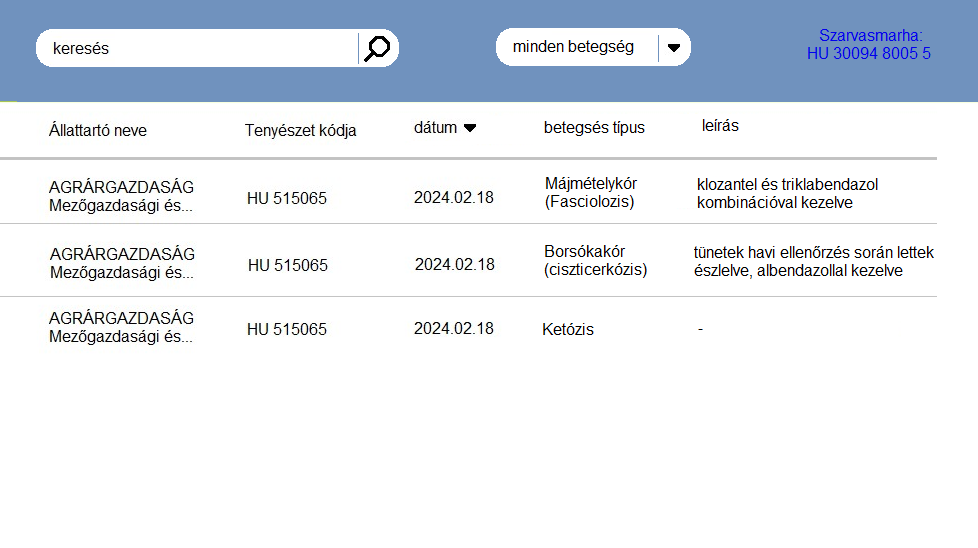 keresés
minden betegség
Szarvasmarha:
HU 30094 8005 5
Állattartó neve
Tenyészet kódja
dátum
betegsés típus
leírás
AGRÁRGAZDASÁG
Mezőgazdasági és...
HU 515065
2024.02.18
Májmételykór
(Fasciolozis)
klozantel és triklabendazol
kombinációval kezelve
AGRÁRGAZDASÁG
Mezőgazdasági és...
HU 515065
2024.02.18
Borsókakór
(ciszticerkózis)
tünetek havi ellenőrzés során lettek
észlelve, albendazollal kezelve
AGRÁRGAZDASÁG
Mezőgazdasági és...
HU 515065
2024.02.18
Ketózis
-